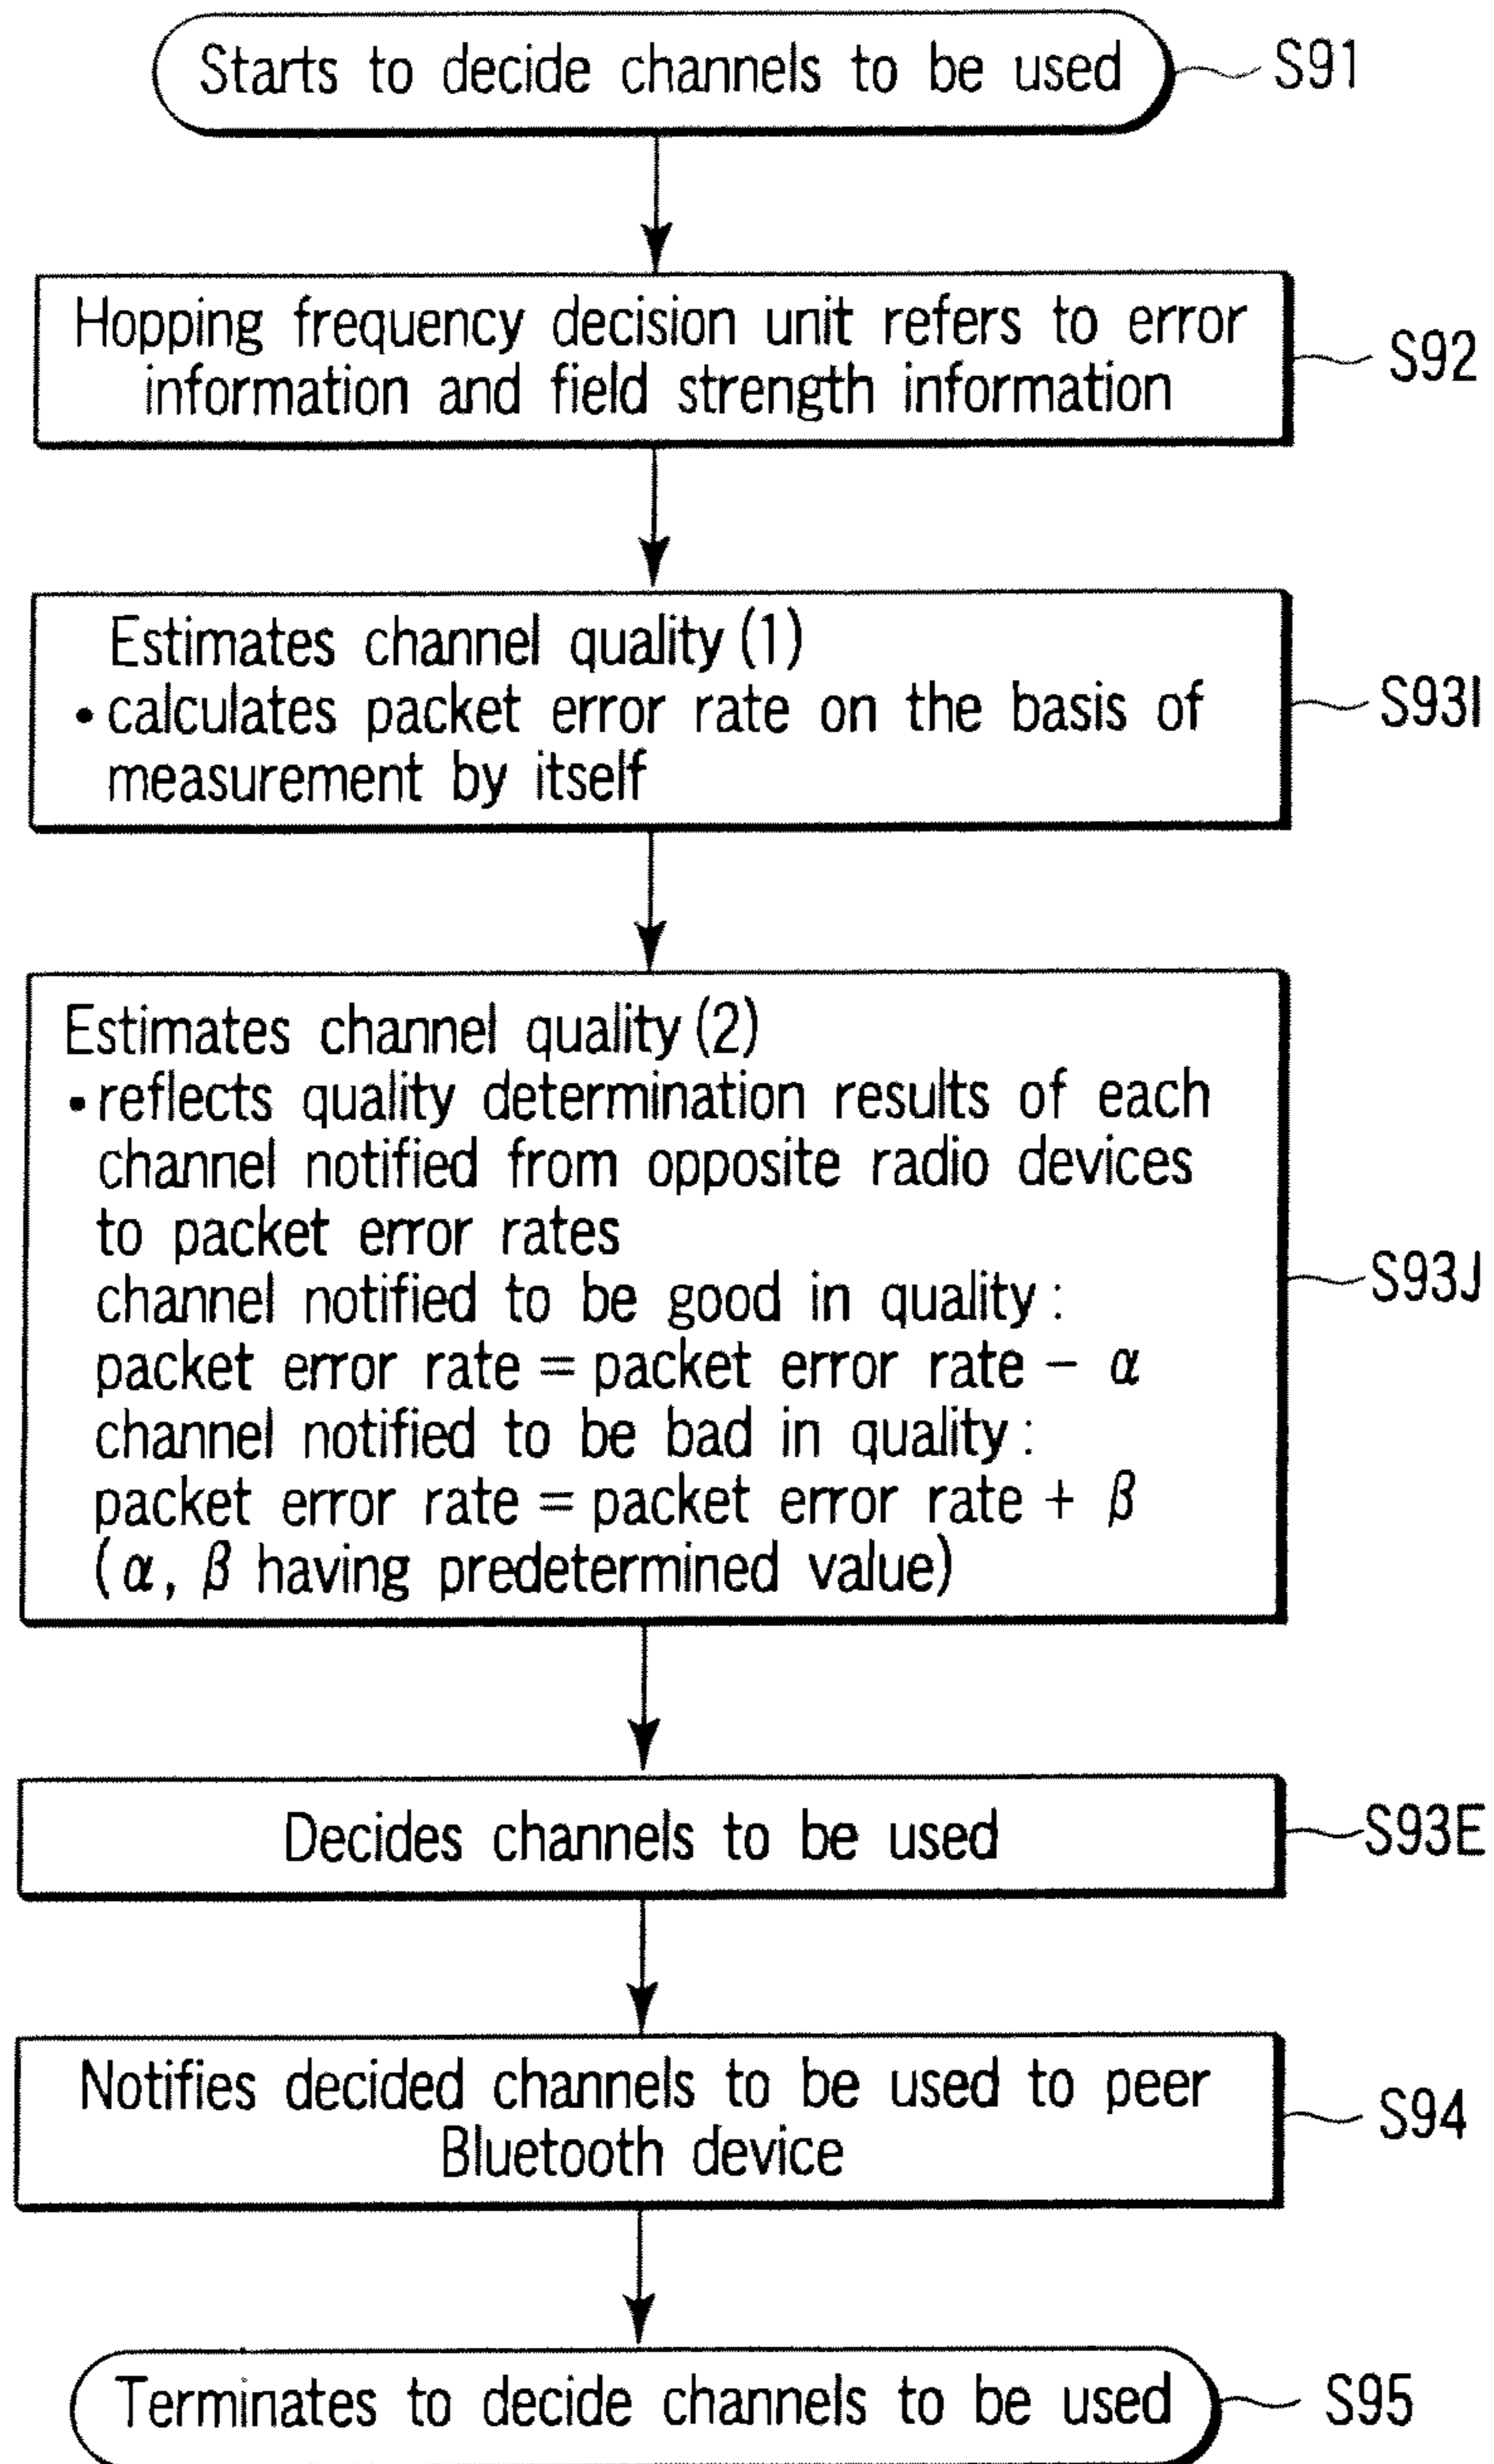 Starts to decide channels to be used
S91
Hopping frequency decision unit refers to error
information and field strength information
S92
Estimates channel quality (1)
• calculates packet error rate on the basis of
measurement by itself
S93I
Estimates channel quality (2)
• reflects quality determination results of each
channel notified from opposite radio devices
to packet error rates
channel notified to be good in quality :
packet error rate = packet error rate − α
channel notified to be bad in quality :
packet error rate = packet error rate + β
(α, β having predetermined value)
S93J
Decides channels to be used
S93E
Notifies decided channels to be used to peer
Bluetooth device
S94
Terminates to decide channels to be used
S95